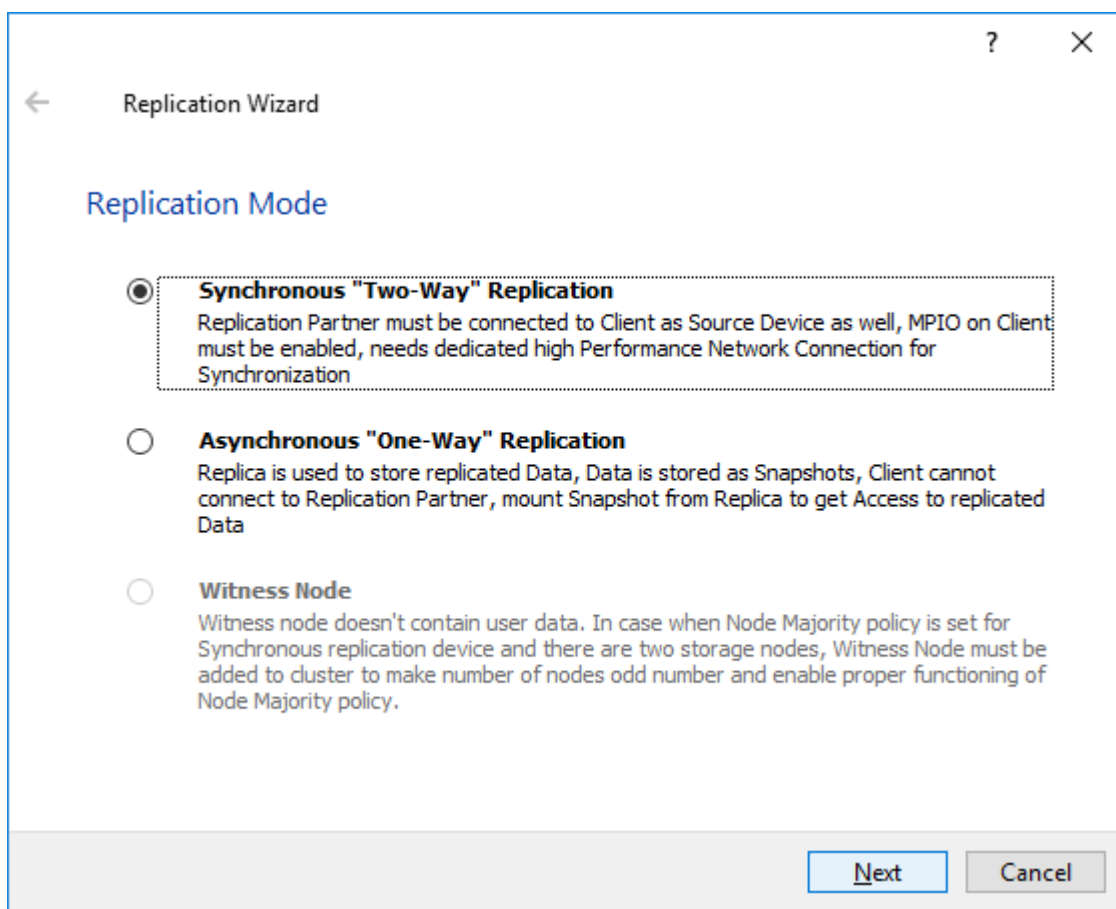 ?
Replication Wizard
Replication Mode
Synchronous "Two-Way" Replication
Replication Partner must be connected to Client as Source Device as well, MPIO on Client
must be enabled, needs dedicated high Performance Network Connection for
Synchronization
Asynchronous "One-Way" Replication
Replica is used to store replicated Data, Data is stored as Snapshots, Client cannot
connect to Replication Partner, mount Snapshot from Replica to get Access to replicated
Data
Witness Node
Witness node doesn't contain user data. In case when Node Majority policy is set for
Synchronous replication device and there are two storage nodes, Witness Node must be
added to cluster to make number of nodes odd number and enable proper functioning of
Node Majority policy.
Next Cancel